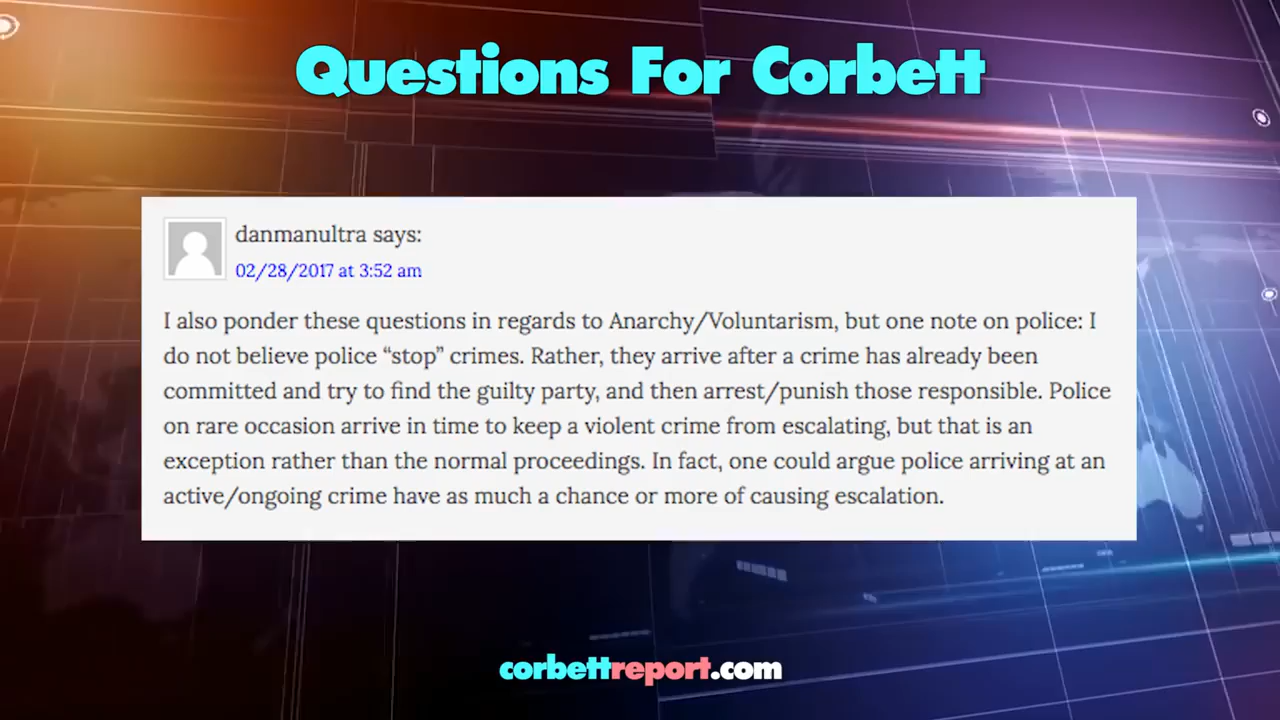 Questions For Corbett
danmanultra says:
02/28/2017 at 3:52 am
I also ponder these questions in regards to Anarchy/Voluntarism, but one note on police: I
do not believe police “stop” crimes. Rather, they arrive after a crime has already been
committed and try to find the guilty party, and then arrest/punish those responsible. Police
on rare occasion arrive in time to keep a violent crime from escalating, but that is an
exception rather than the normal proceedings. In fact, one could argue police arriving at an
active/ongoing crime have as much a chance or more of causing escalation.
corbettreport.com